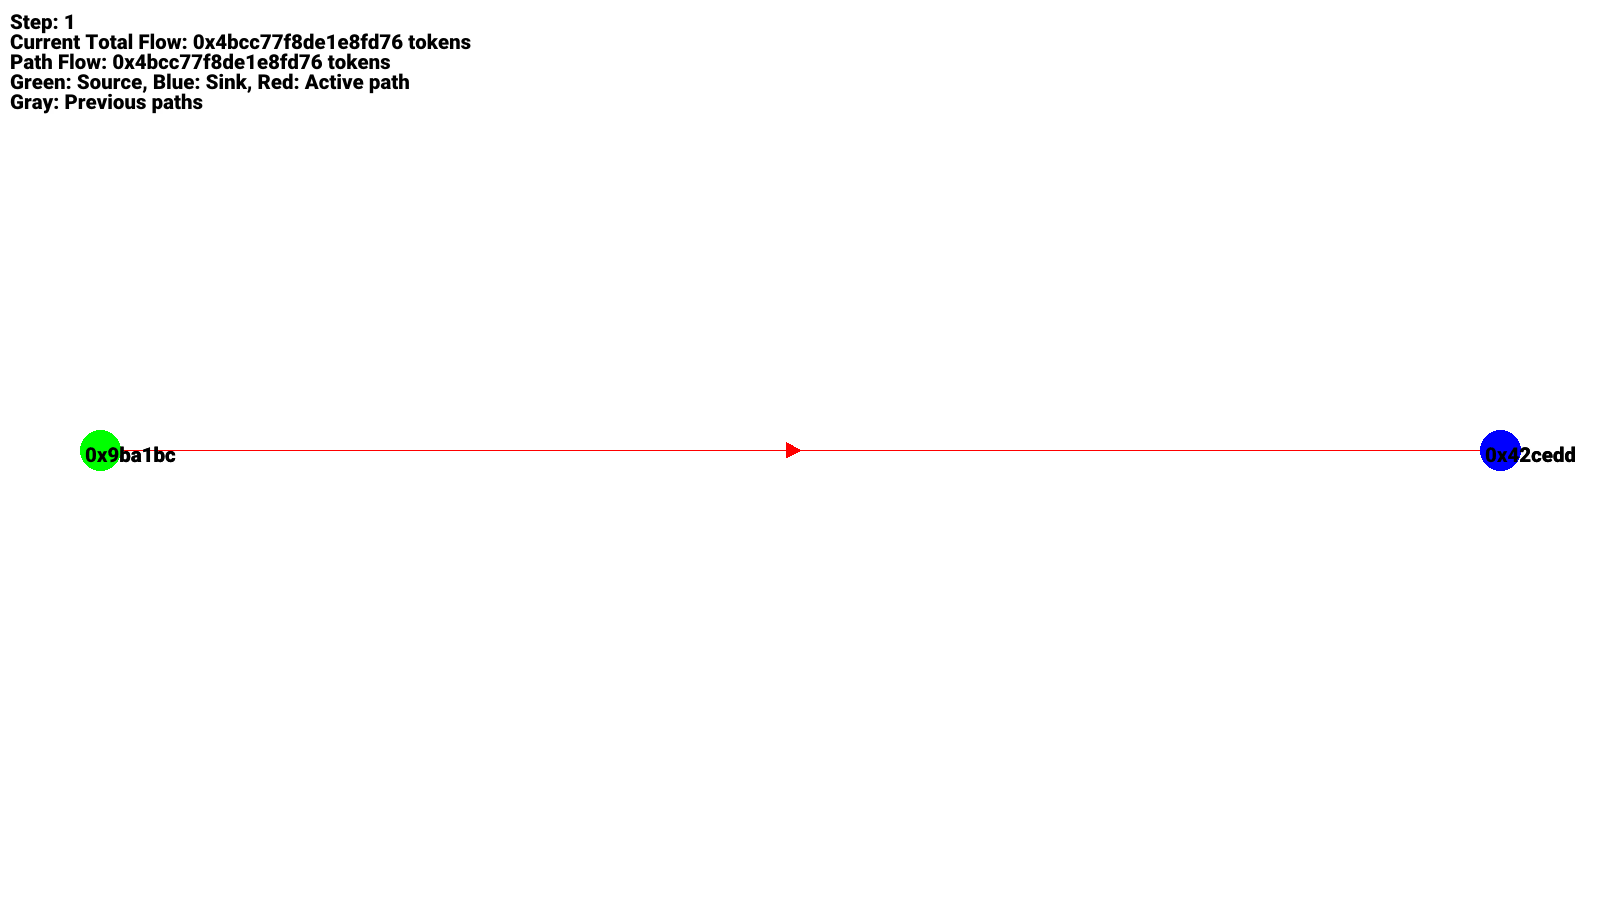 Step: 1
Current Total Flow: 0x4bcc77f8de1e8fd76 tokens
Path Flow: 0x4bcc77f8de1e8fd76 tokens
Green: Source, Blue: Sink, Red: Active path
Gray: Previous paths
0x9ba1bc
0x42cedd